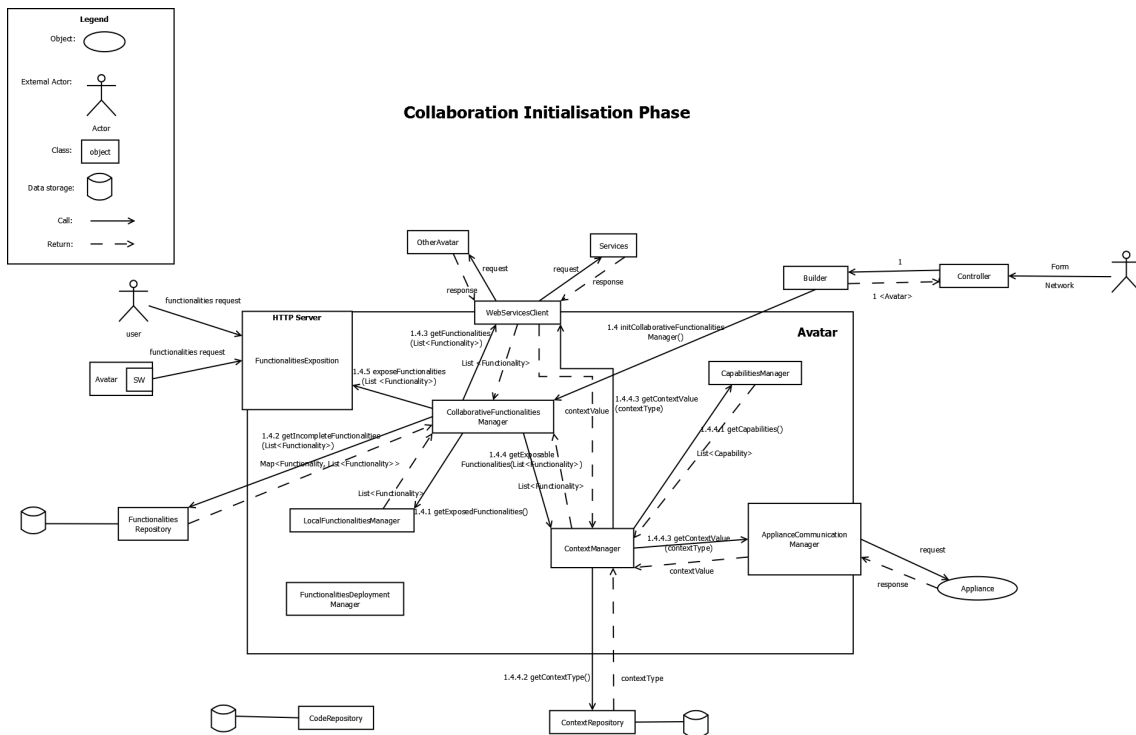 Legend
Object:
External Actor:
Actor
Class:
object
Data storage:
Call:
Return:
Collaboration Initialisation Phase
OtherAvatar
Services
request
request
response
response
WebServicesClient
Builder
1
1 <Avatar>
Controller
Form
Network
user
functionalities request
functionalities request
Avatar
SW
HTTP Server
FunctionalitiesExposition
Avatar
1.4.3 getFunctionalities
(List<Functionality>)
List <Functionality>
1.4 initCollaborativeFunctionalities
Manager()
1.4.5 exposeFunctionalities
(List <Functionality>)
CapabilitiesManager
CollaborativeFunctionalities
Manager
contextValue
1.4.4.3 getContextValue
(contextType)
1.4.4.1 getCapabilities()
List<Capability>
1.4.2 getIncompleteFunctionalities
(List<Functionality>)
Map<Functionality, List<Functionality>>
1.4.4 getExposable
Functionalities(List<Functionality>)
List<Functionality>
List<Functionality>
1.4.1 getExposedFunctionalities()
Functionalities
Repository
LocalFunctionalitiesManager
ContextManager
1.4.4.3 getContextValue
(contextType)
contextValue
ApplianceCommunication
Manager
request
response
Appliance
FunctionalitiesDeployment
Manager
1.4.4.2 getContextType()
contextType
CodeRepository
ContextRepository